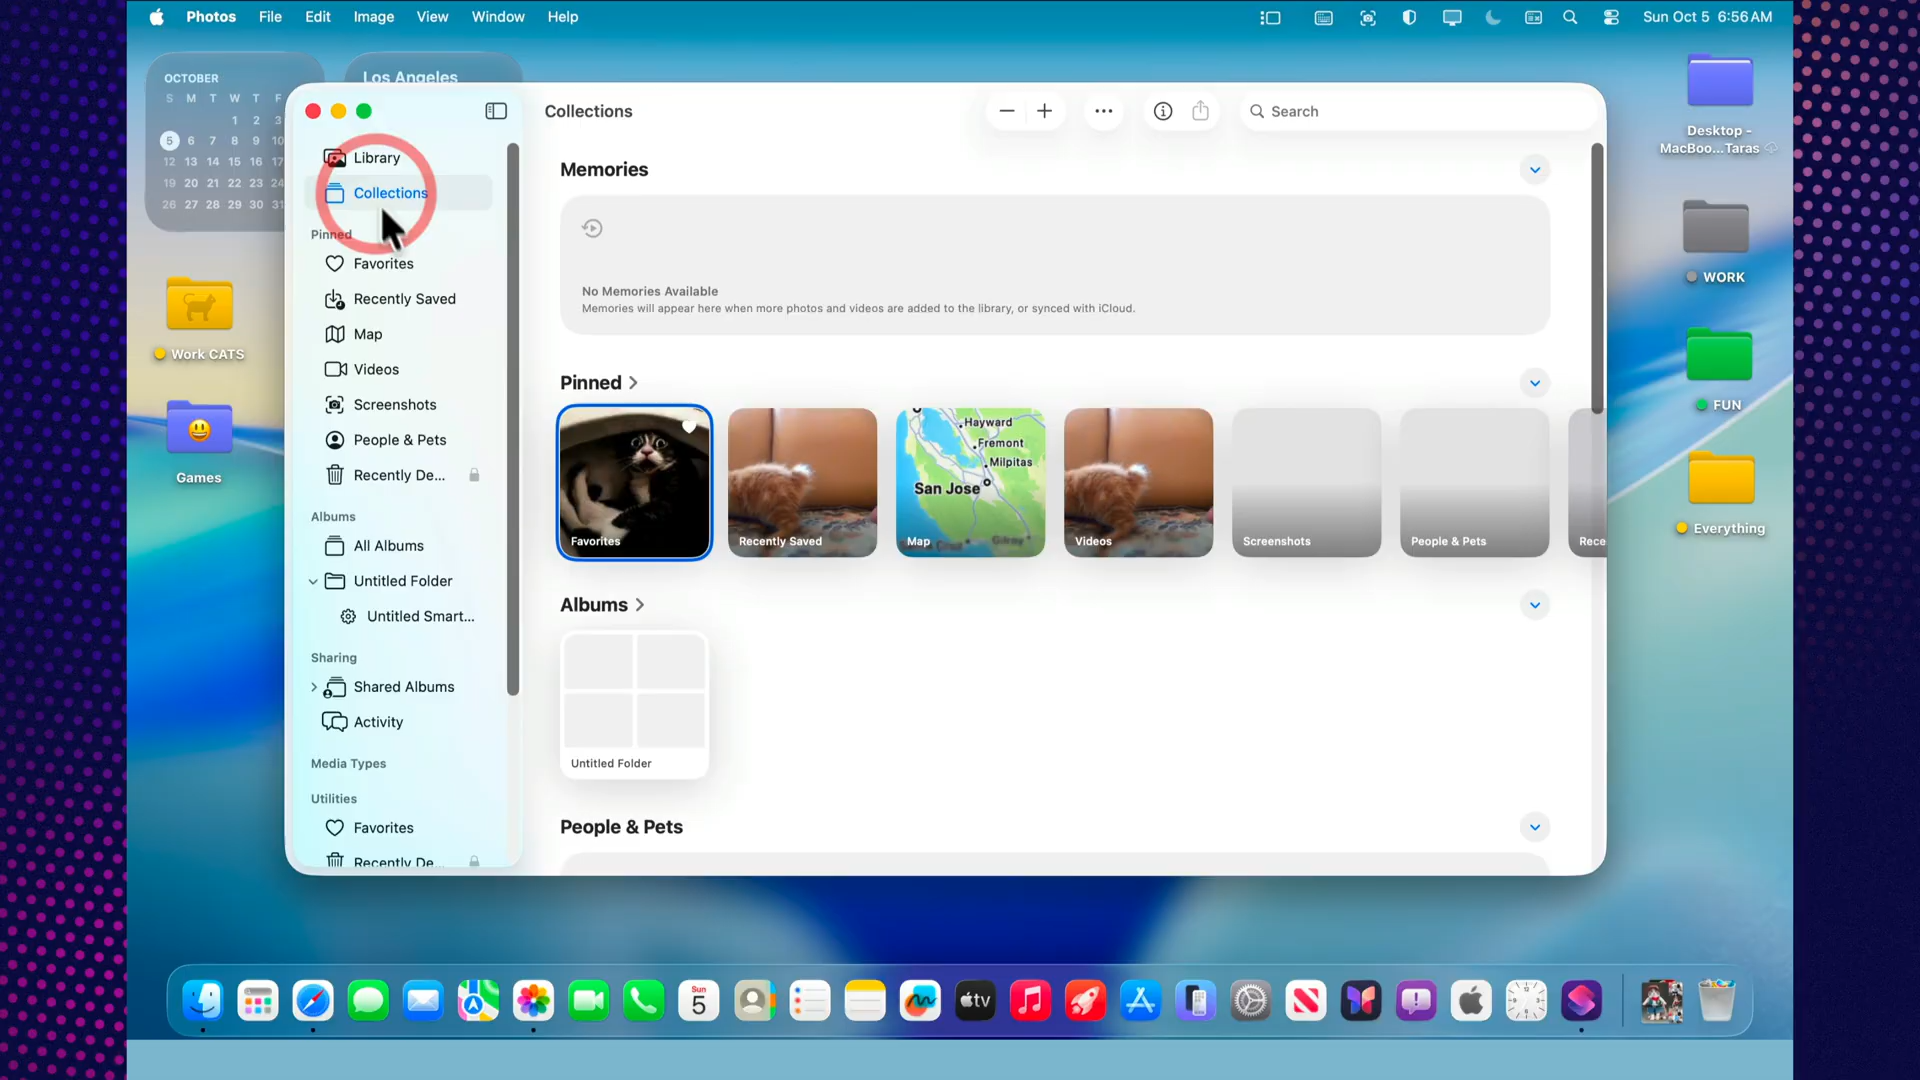 Photos File Edit Image View Window Help
Sun Oct 5 6:56 AM
OCTOBER
S M T W T F
1 2 3
5 6 7 8 9 10
12 13 14 15 16 17
19 20 21 22 23 24
26 27 28 29 30 31
Los Angeles
Work CATS
Games
Library
Collections
Pinned
Favorites
Recently Saved
Map
Videos
Screenshots
People & Pets
Recently De...
Albums
All Albums
Untitled Folder
Untitled Smart...
Sharing
Shared Albums
Activity
Media Types
Utilities
Favorites
Recently De...
Collections
Search
Memories
No Memories Available
Memories will appear here when more photos and videos are added to the library, or synced with iCloud.
Pinned
Favorites
Recently Saved
Hayward
Fremont
Milpitas
San Jose
Gilroy
Map
Videos
Screenshots
People & Pets
Rece
Albums
Untitled Folder
People & Pets
Desktop -
MacBoo...Taras
WORK
FUN
Everything
Sun
5
tv